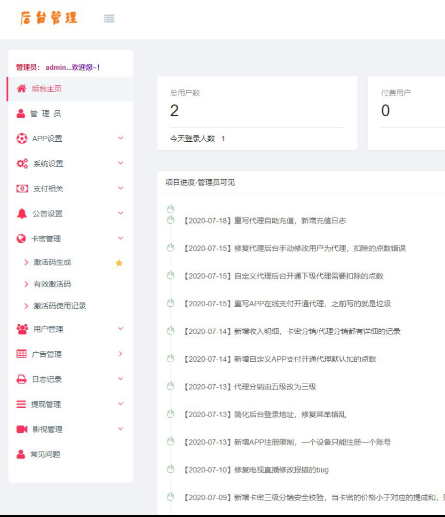 后台管理
管理员： admin...欢迎您~！
后台主页
管 理 员
APP设置
系统设置
支付相关
公告设置
卡密管理
激活码生成
有效激活码
激活码使用记录
用户管理
广告管理
日志记录
提现管理
影视管理
常见问题
总用户数
2
今天登录人数 1
付费用户
0
项目进度-管理员可见
【2020-07-18】重写代理自助充值，新增充值日志
【2020-07-15】修复代理后台手动修改用户为代理，扣除的点数错误
【2020-07-15】自定义代理后台开通下级代理需要扣除的点数
【2020-07-15】重写APP在线支付开通代理，之前写的就是垃圾
【2020-07-14】新增收入明细，卡密分销/代理分销都有详细的记录
【2020-07-14】新增自定义APP支付开通代理默认加的点数
【2020-07-13】代理分销由五级改为三级
【2020-07-13】简化后台登录地址，修复菜单错乱
【2020-07-13】新增APP注册限制，一个设备只能注册一个账号
【2020-07-10】修复电视直播修改报错的bug
【2020-07-09】新增卡密三级分销安全校验，当卡密的价格小于对应的提成和，